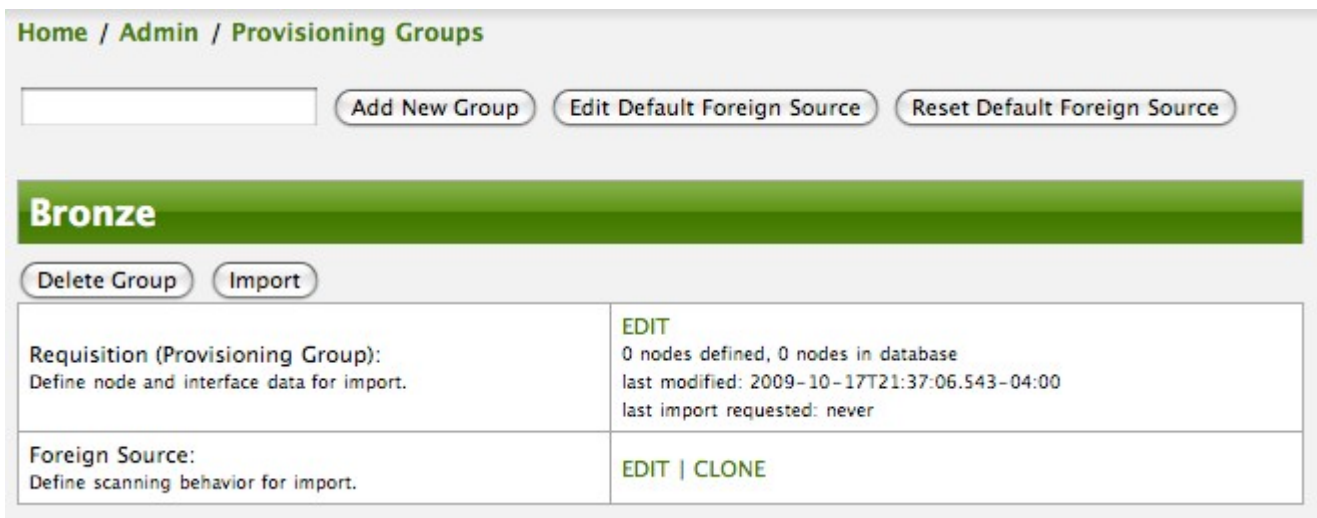 Home / Admin / Provisioning Groups
Add New Group Edit Default Foreign Source Reset Default Foreign Source
Bronze
Delete Group Import
Requisition (Provisioning Group):
Define node and interface data for import.
EDIT
0 nodes defined, 0 nodes in database
last modified: 2009-10-17T21:37:06.543-04:00
last import requested: never
Foreign Source:
Define scanning behavior for import.
EDIT | CLONE